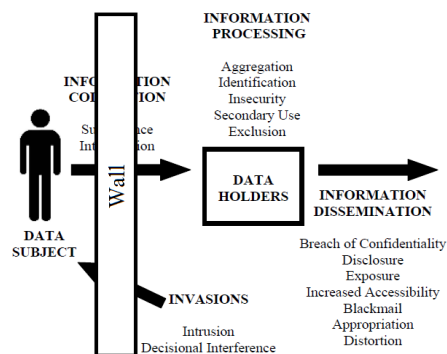 INFORMATION
PROCESSING
Aggregation
Identification
Insecurity
Secondary Use
Exclusion
Wall
DATA
HOLDERS
DATA
SUBJECT
INFORMATION
DISSEMINATION
Breach of Confidentiality
Disclosure
Exposure
Increased Accessibility
Blackmail
Appropriation
Distortion
INVASIONS
Intrusion
Decisional Interference